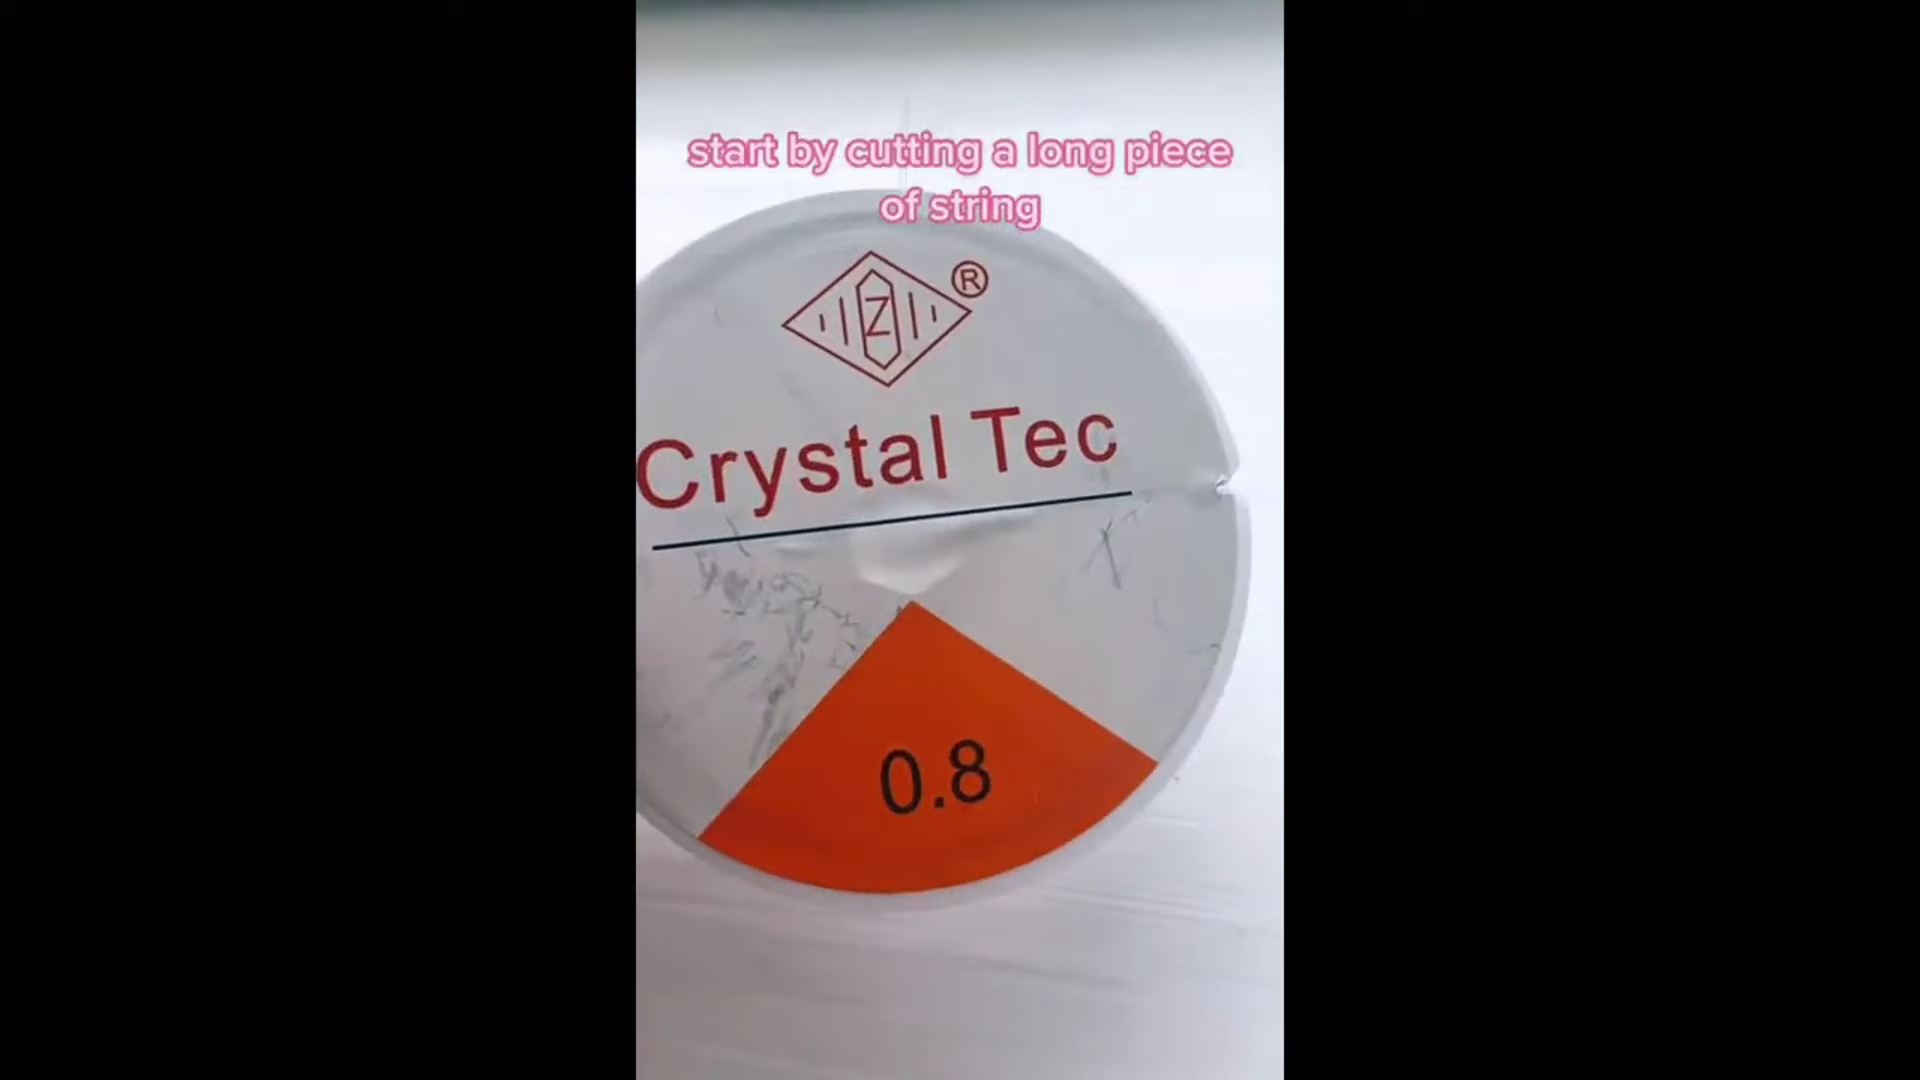 start by cutting a long piece
of string
Z ®
Crystal Tec
0.8